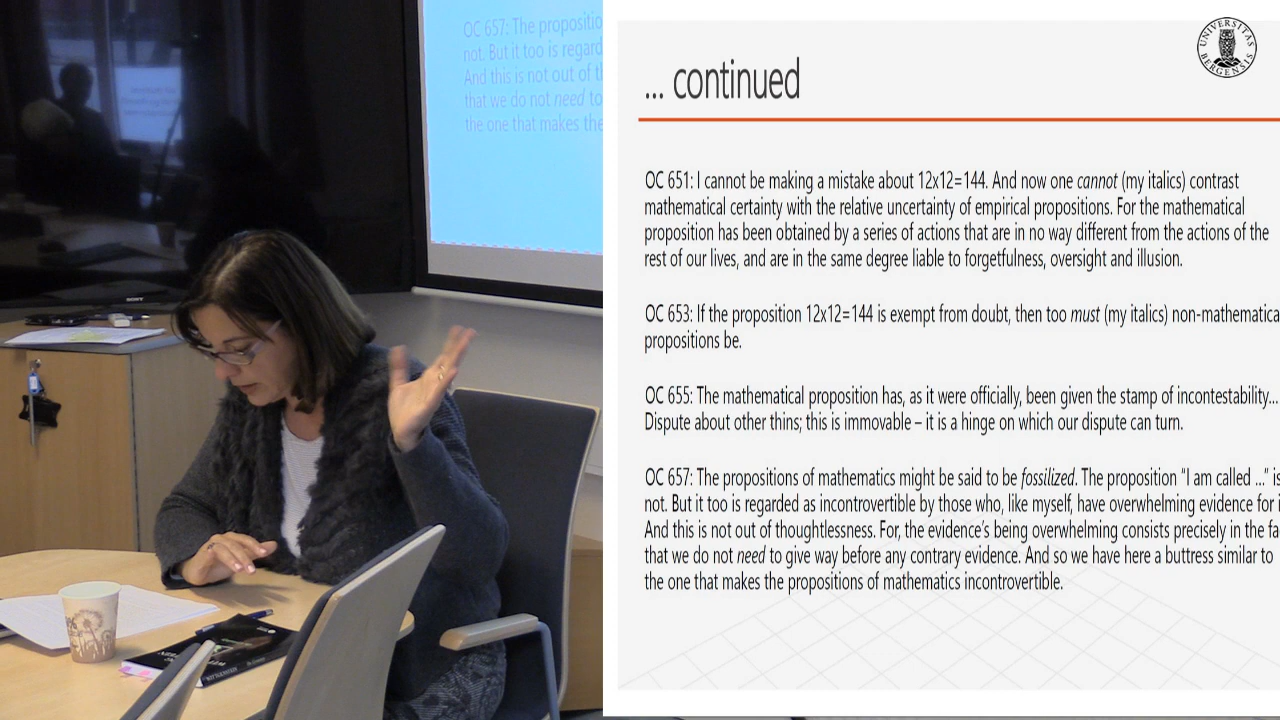 OC 657: The propositio
not. But it too is regard
And this is not out of t
that we do not need to
the one that makes the
SONY
UNIVERSITAS
BERGENSIS
... continued
OC 651: I cannot be making a mistake about 12x12=144. And now one cannot (my italics) contrast
mathematical certainty with the relative uncertainty of empirical propositions. For the mathematical
proposition has been obtained by a series of actions that are in no way different from the actions of the
rest of our lives, and are in the same degree liable to forgetfulness, oversight and illusion.
OC 653: If the proposition 12x12=144 is exempt from doubt, then too must (my italics) non-mathematica
propositions be.
OC 655: The mathematical proposition has, as it were officially, been given the stamp of incontestability...
Dispute about other thins; this is immovable – it is a hinge on which our dispute can turn.
OC 657: The propositions of mathematics might be said to be fossilized. The proposition “I am called ...” is
not. But it too is regarded as incontrovertible by those who, like myself, have overwhelming evidence for i
And this is not out of thoughtlessness. For, the evidence’s being overwhelming consists precisely in the fa
that we do not need to give way before any contrary evidence. And so we have here a buttress similar to
the one that makes the propositions of mathematics incontrovertible.